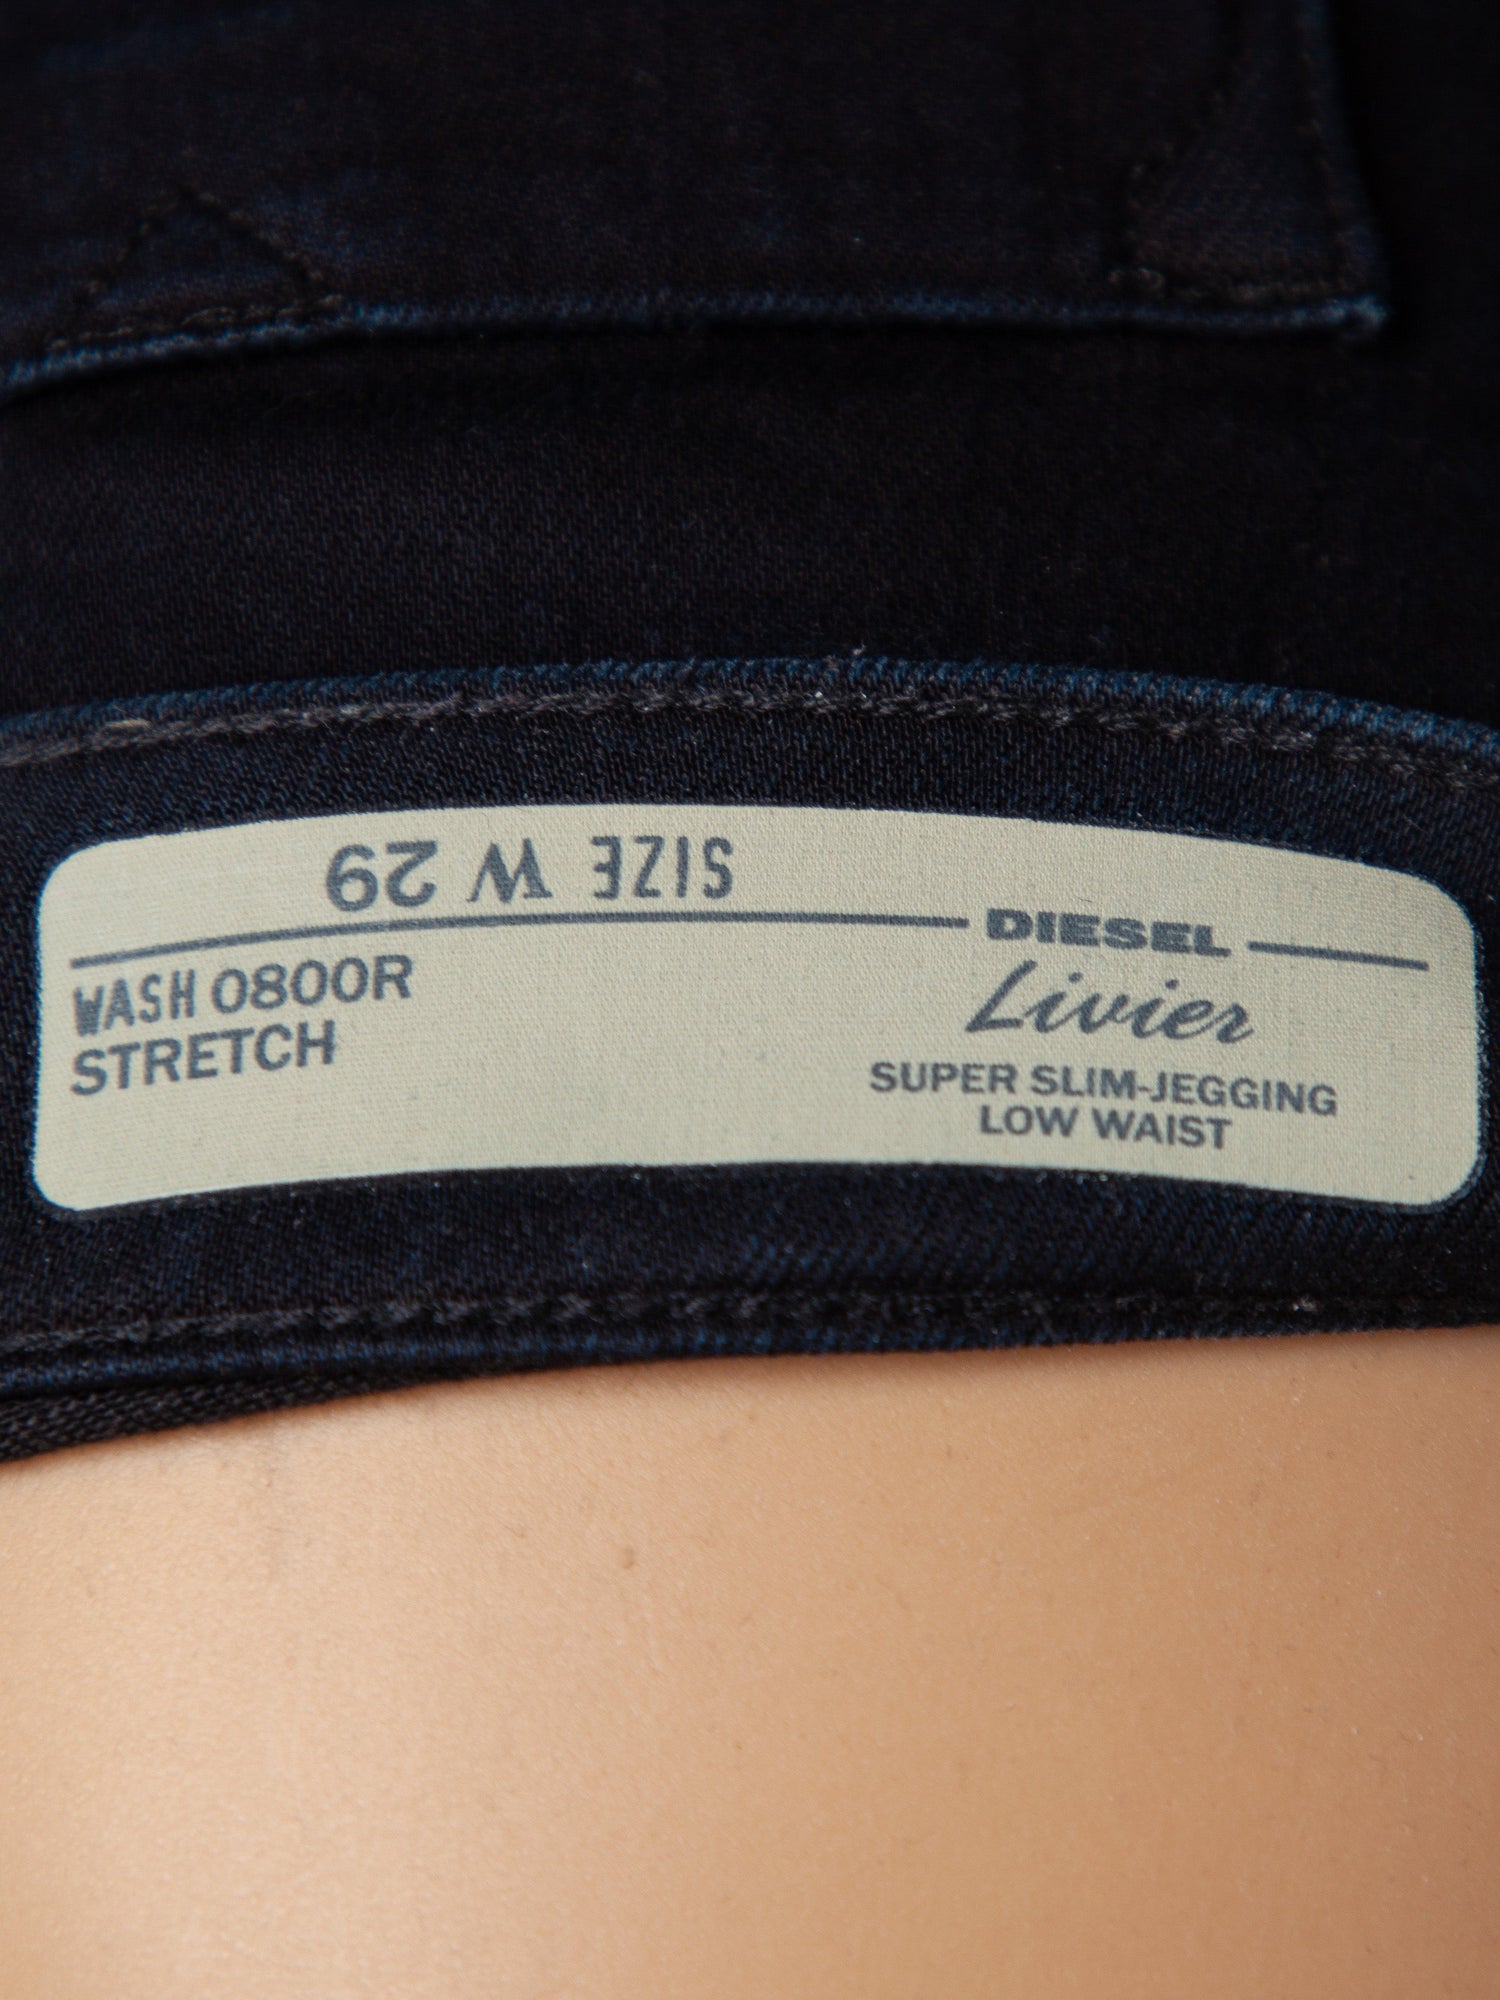 SIZE W 29
DIESEL
Livier
SUPER SLIM-JEGGING
LOW WAIST
WASH 0800R
STRETCH